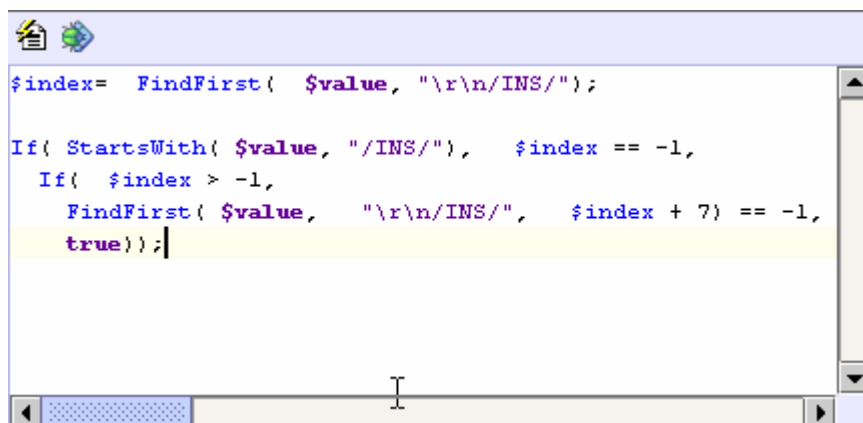 $index=  FindFirst(  $value, "\r\n/INS/");
If( StartsWith( $value, "/INS/"),   $index == -1,
  If(  $index > -1,
    FindFirst( $value,   "\r\n/INS/",   $index + 7) == -1,
    true));